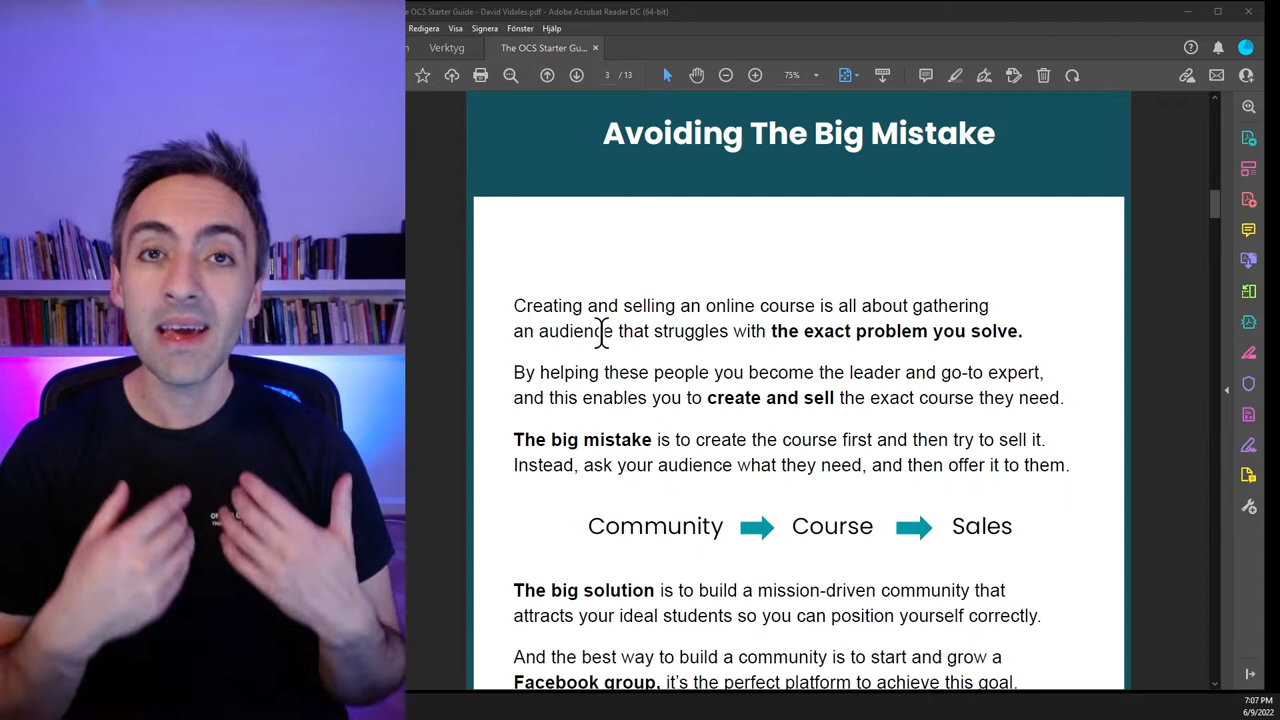 e OCS Starter Guide - David Vidales.pdf - Adobe Acrobat Reader DC (64-bit)
Redigera Visa Signera Fönster Hjälp
Verktyg The OCS Starter Gu... ×
3 / 13 75%
Avoiding The Big Mistake
Creating and selling an online course is all about gathering
an audience that struggles with the exact problem you solve.
By helping these people you become the leader and go-to expert,
and this enables you to create and sell the exact course they need.
The big mistake is to create the course first and then try to sell it.
Instead, ask your audience what they need, and then offer it to them.
Community Course Sales
The big solution is to build a mission-driven community that
attracts your ideal students so you can position yourself correctly.
And the best way to build a community is to start and grow a
Facebook group, it's the perfect platform to achieve this goal.
7:07 PM
6/9/2022